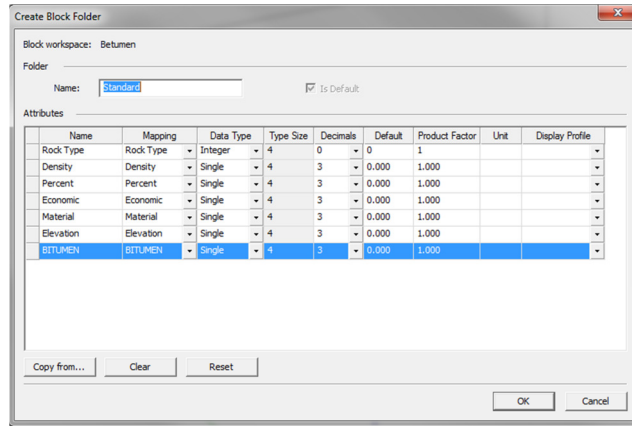 Create Block Folder
Block workspace: Betumen
Folder
Name: Standard Is Default
Attributes
Name Mapping Data Type Type Size Decimals Default Product Factor Unit Display Profile
Rock Type Rock Type Integer 4 0 0 1
Density Density Single 4 3 0.000 1.000
Percent Percent Single 4 3 0.000 1.000
Economic Economic Single 4 3 0.000 1.000
Material Material Single 4 3 0.000 1.000
Elevation Elevation Single 4 3 0.000 1.000
BITUMEN BITUMEN Single 4 3 0.000 1.000
Copy from... Clear Reset
OK Cancel